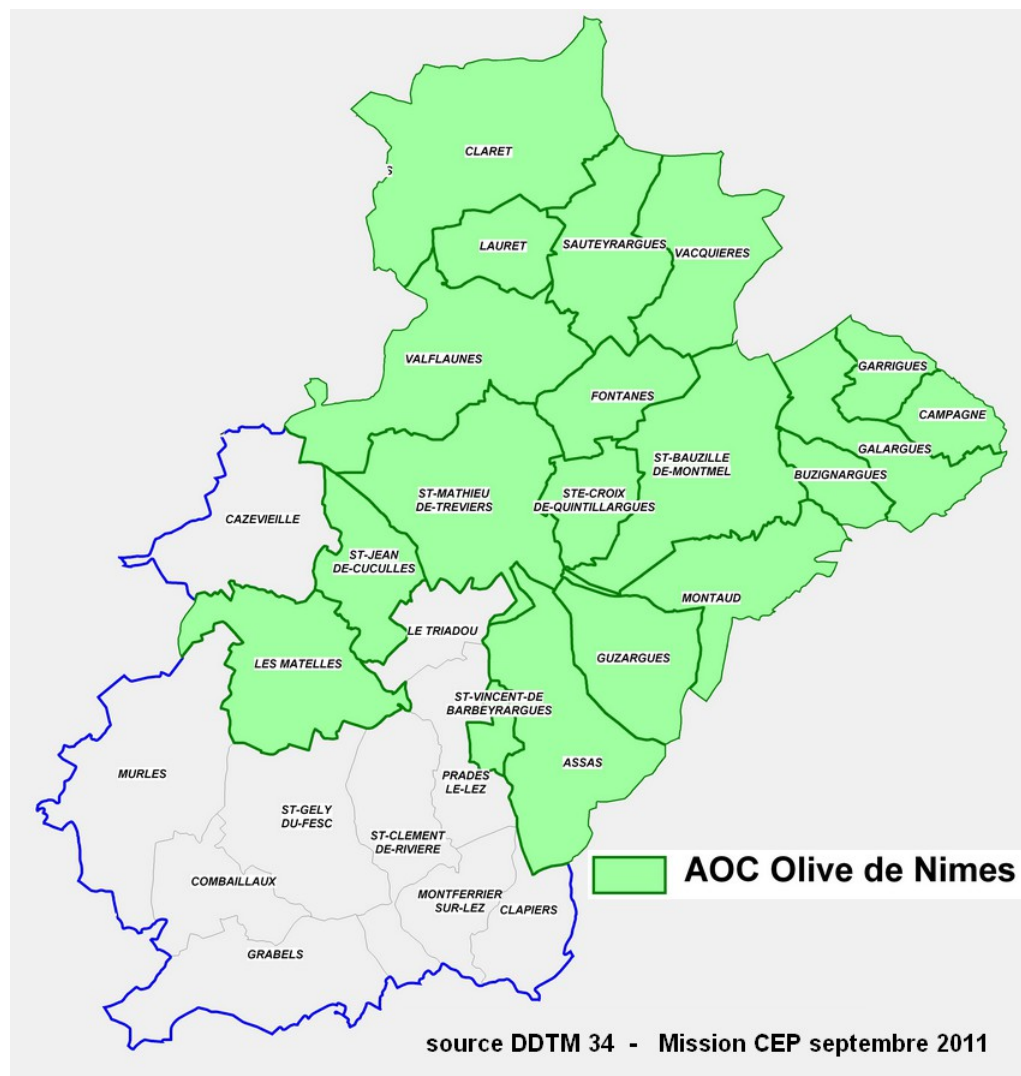 CLARET
S
LAURET
SAUTEYRARGUES
VACQUIERES
VALFLAUNES
GARRIGUES
FONTANES
CAMPAGNE
GALARGUES
ST-BAUZILLE
DE-MONTMEL
BUZIGNARGUES
ST-MATHIEU
DE-TREVIERS
STE-CROIX
DE-QUINTILLARGUES
CAZEVIEILLE
ST-JEAN
DE-CUCULLES
MONTAUD
LE TRIADOU
GUZARGUES
LES MATELLES
ST-VINCENT-DE
BARBEYRARGUES
ASSAS
MURLES
PRADES
LE-LEZ
ST-GELY
DU-FESC
ST-CLEMENT
DE-RIVIERE
AOC Olive de Nimes
COMBAILLAUX
MONTFERRIER
SUR-LEZ
CLAPIERS
GRABELS
source DDTM 34 - Mission CEP septembre 2011